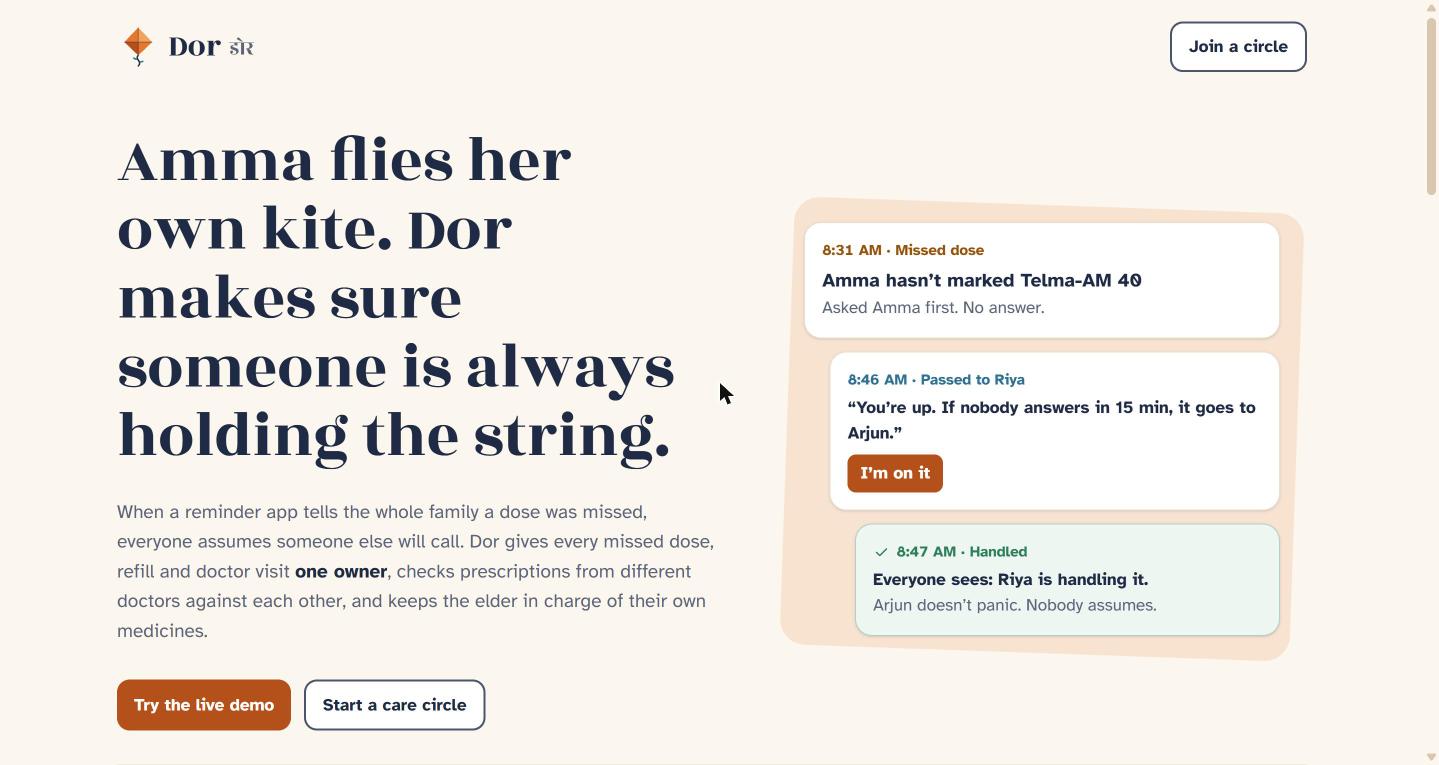 Dor डोर
Join a circle
Amma flies her
own kite. Dor
makes sure
someone is always
holding the string.
When a reminder app tells the whole family a dose was missed,
everyone assumes someone else will call. Dor gives every missed dose,
refill and doctor visit one owner, checks prescriptions from different
doctors against each other, and keeps the elder in charge of their own
medicines.
Try the live demo
Start a care circle
8:31 AM · Missed dose
Amma hasn’t marked Telma-AM 40
Asked Amma first. No answer.
8:46 AM · Passed to Riya
“You’re up. If nobody answers in 15 min, it goes to
Arjun.”
I’m on it
8:47 AM · Handled
Everyone sees: Riya is handling it.
Arjun doesn’t panic. Nobody assumes.